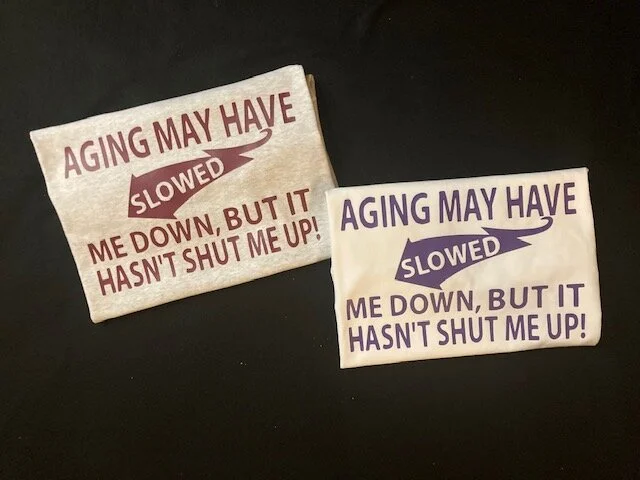 AGING MAY HAVE
SLOWED
ME DOWN, BUT IT
HASN'T SHUT ME UP!
AGING MAY HAVE
SLOWED
ME DOWN, BUT IT
HASN'T SHUT ME UP!